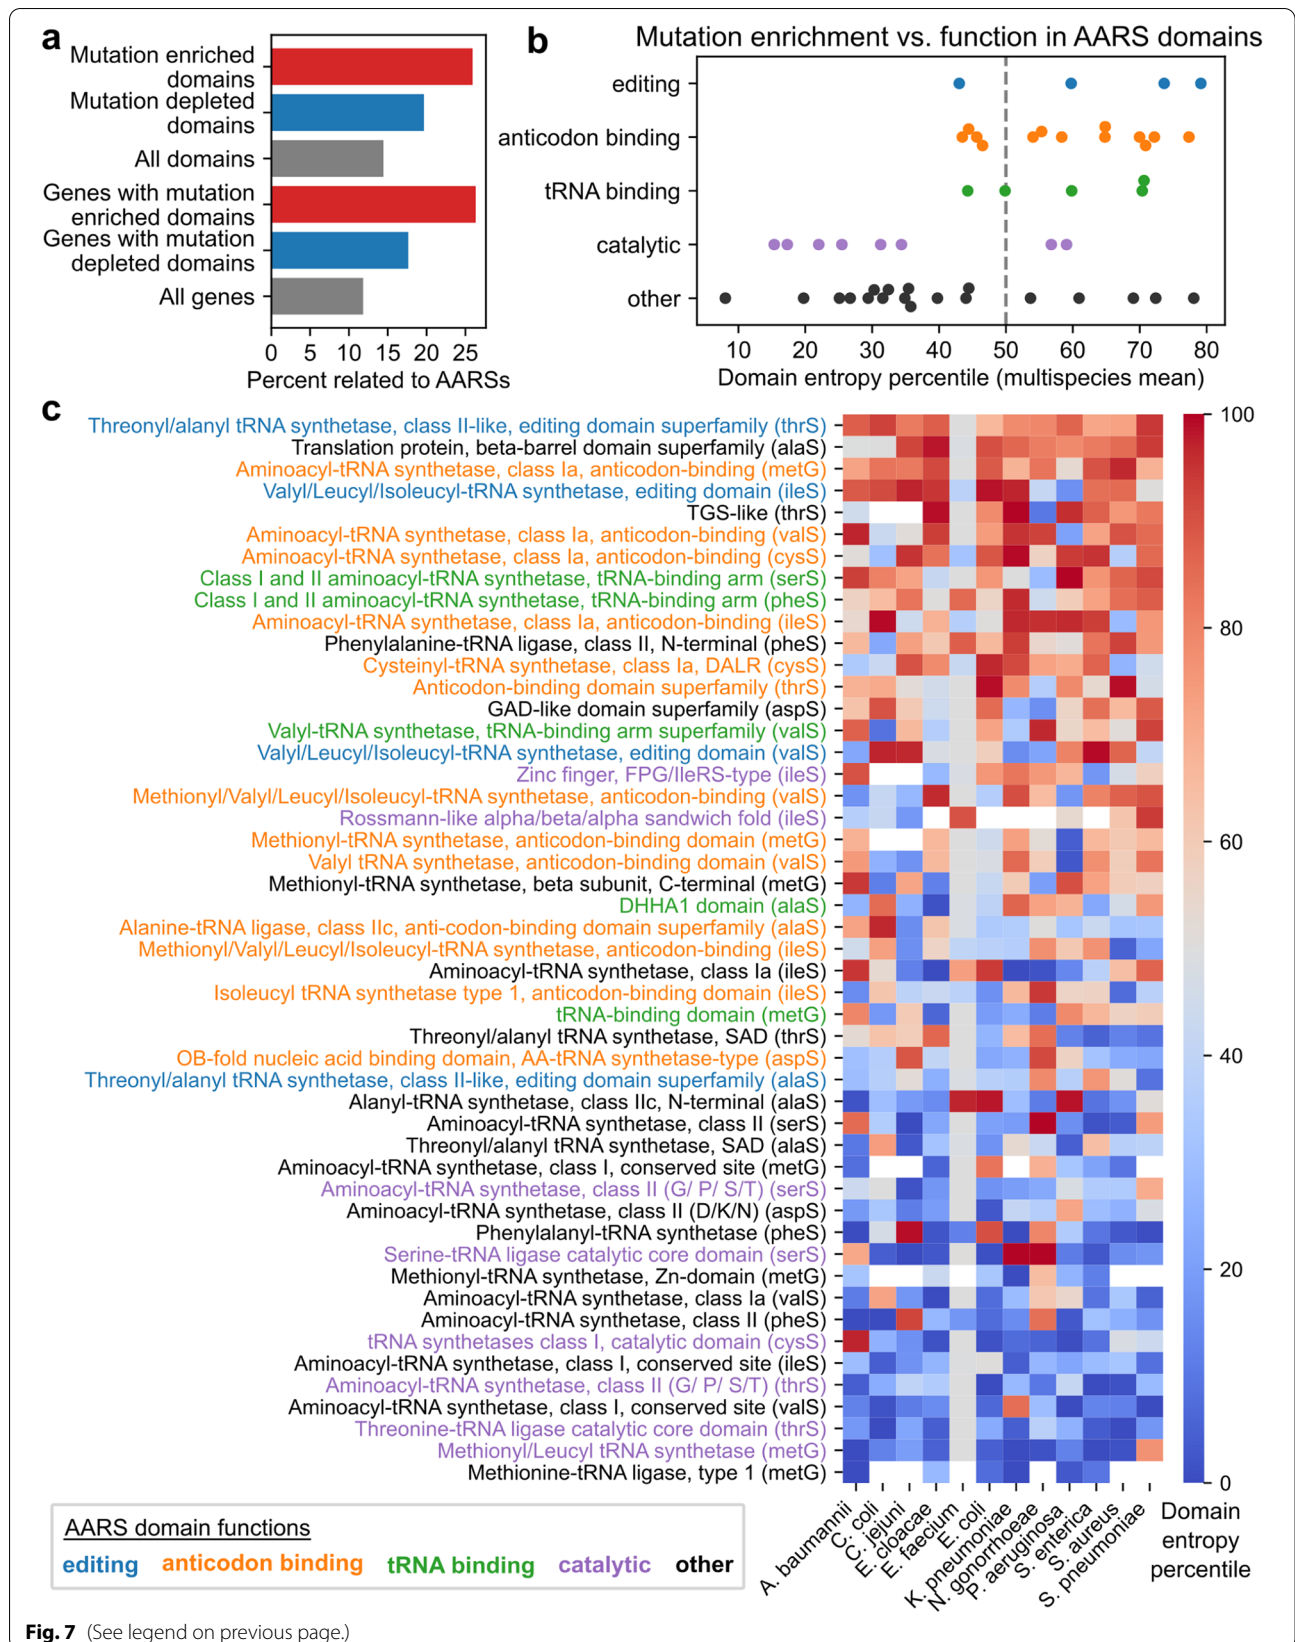 a
Mutation enriched
domains
Mutation depleted
domains
All domains
Genes with mutation
enriched domains
Genes with mutation
depleted domains
All genes
0 5 10 15 20 25
Percent related to AARSs
b
Mutation enrichment vs. function in AARS domains
editing
anticodon binding
tRNA binding
catalytic
other
10 20 30 40 50 60 70 80
Domain entropy percentile (multispecies mean)
c
Threonyl/alanyl tRNA synthetase, class II-like, editing domain superfamily (thrS)
Translation protein, beta-barrel domain superfamily (alaS)
Aminoacyl-tRNA synthetase, class Ia, anticodon-binding (metG)
Valyl/Leucyl/Isoleucyl-tRNA synthetase, editing domain (ileS)
TGS-like (thrS)
Aminoacyl-tRNA synthetase, class Ia, anticodon-binding (valS)
Aminoacyl-tRNA synthetase, class Ia, anticodon-binding (cysS)
Class I and II aminoacyl-tRNA synthetase, tRNA-binding arm (serS)
Class I and II aminoacyl-tRNA synthetase, tRNA-binding arm (pheS)
Aminoacyl-tRNA synthetase, class Ia, anticodon-binding (ileS)
Phenylalanine-tRNA ligase, class II, N-terminal (pheS)
Cysteinyl-tRNA synthetase, class Ia, DALR (cysS)
Anticodon-binding domain superfamily (thrS)
GAD-like domain superfamily (aspS)
Valyl-tRNA synthetase, tRNA-binding arm superfamily (valS)
Valyl/Leucyl/Isoleucyl-tRNA synthetase, editing domain (valS)
Zinc finger, FPG/IleRS-type (ileS)
Methionyl/Valyl/Leucyl/Isoleucyl-tRNA synthetase, anticodon-binding (valS)
Rossmann-like alpha/beta/alpha sandwich fold (ileS)
Methionyl-tRNA synthetase, anticodon-binding domain (metG)
Valyl tRNA synthetase, anticodon-binding domain (valS)
Methionyl-tRNA synthetase, beta subunit, C-terminal (metG)
DHHA1 domain (alaS)
Alanine-tRNA ligase, class IIc, anti-codon-binding domain superfamily (alaS)
Methionyl/Valyl/Leucyl/Isoleucyl-tRNA synthetase, anticodon-binding (ileS)
Aminoacyl-tRNA synthetase, class Ia (ileS)
Isoleucyl tRNA synthetase type 1, anticodon-binding domain (ileS)
tRNA-binding domain (metG)
Threonyl/alanyl tRNA synthetase, SAD (thrS)
OB-fold nucleic acid binding domain, AA-tRNA synthetase-type (aspS)
Threonyl/alanyl tRNA synthetase, class II-like, editing domain superfamily (alaS)
Alanyl-tRNA synthetase, class IIc, N-terminal (alaS)
Aminoacyl-tRNA synthetase, class II (serS)
Threonyl/alanyl tRNA synthetase, SAD (alaS)
Aminoacyl-tRNA synthetase, class I, conserved site (metG)
Aminoacyl-tRNA synthetase, class II (G/ P/ S/T) (serS)
Aminoacyl-tRNA synthetase, class II (D/K/N) (aspS)
Phenylalanyl-tRNA synthetase (pheS)
Serine-tRNA ligase catalytic core domain (serS)
Methionyl-tRNA synthetase, Zn-domain (metG)
Aminoacyl-tRNA synthetase, class Ia (valS)
Aminoacyl-tRNA synthetase, class II (pheS)
tRNA synthetases class I, catalytic domain (cysS)
Aminoacyl-tRNA synthetase, class I, conserved site (ileS)
Aminoacyl-tRNA synthetase, class II (G/ P/ S/T) (thrS)
Aminoacyl-tRNA synthetase, class I, conserved site (valS)
Threonine-tRNA ligase catalytic core domain (thrS)
Methionyl/Leucyl tRNA synthetase (metG)
Methionine-tRNA ligase, type 1 (metG)
100
80
60
40
20
0
A. baumannii
C. coli
C. jejuni
E. cloacae
E. faecium
E. coli
K. pneumoniae
N. gonorrhoeae
P. aeruginosa
S. enterica
S. aureus
S. pneumoniae
Domain
entropy
percentile
AARS domain functions
editing anticodon binding tRNA binding catalytic other
Fig. 7 (See legend on previous page.)